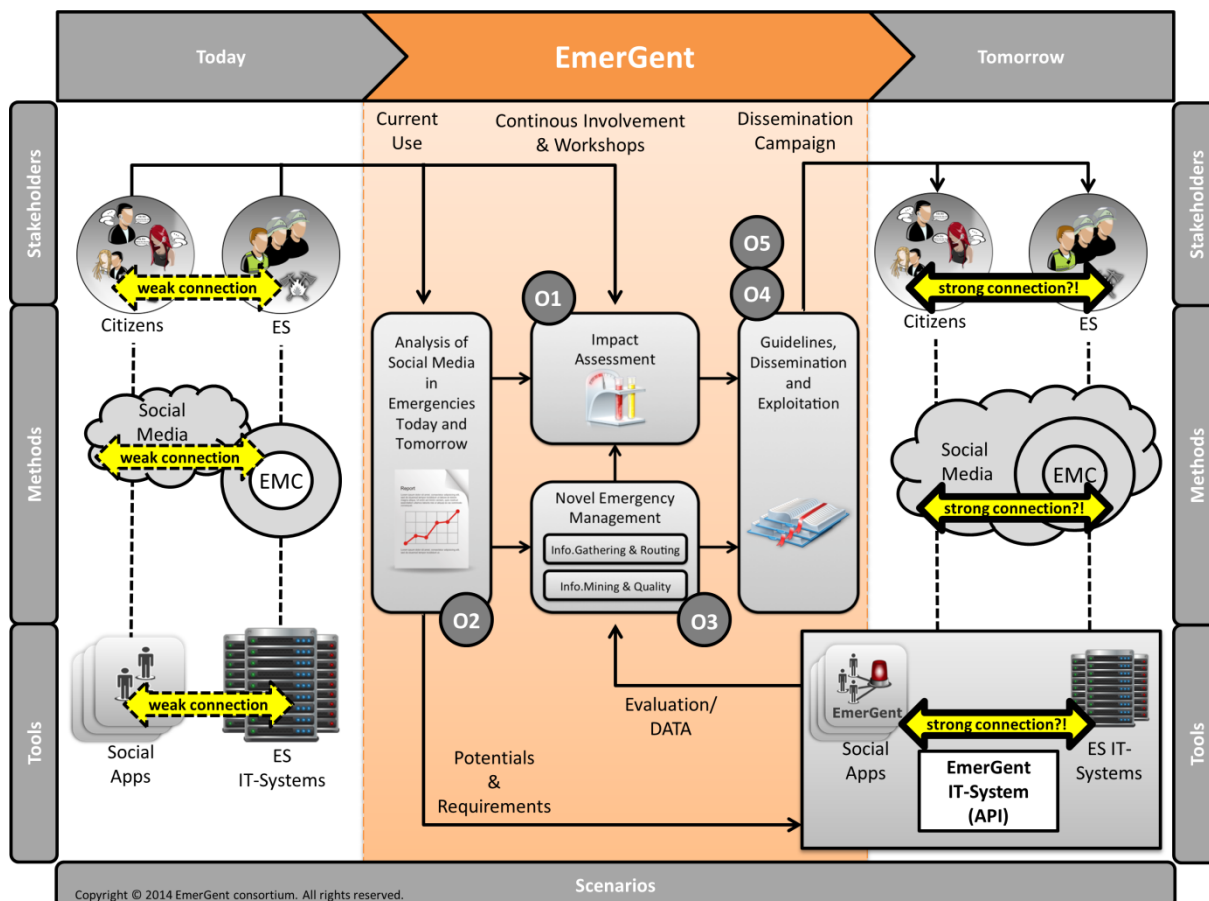 Today
EmerGent
Tomorrow
Stakeholders
Methods
Tools
Stakeholders
Methods
Tools
Current
Use
Continous Involvement
& Workshops
Dissemination
Campaign
weak connection
Citizens
ES
Social
Media
weak connection
EMC
weak connection
Social
Apps
ES
IT-Systems
O1
O5
O4
Analysis of
Social Media
in
Emergencies
Today and
Tomorrow
Report
O2
Impact
Assessment
Novel Emergency
Management
Info.Gathering & Routing
Info.Mining & Quality
O3
Guidelines,
Dissemination
and
Exploitation
Evaluation/
DATA
Potentials
&
Requirements
strong connection?!
Citizens
ES
Social
Media
EMC
strong connection?!
EmerGent
strong connection?!
Social
Apps
ES IT-
Systems
EmerGent
IT-System
(API)
Scenarios
Copyright © 2014 EmerGent consortium. All rights reserved.